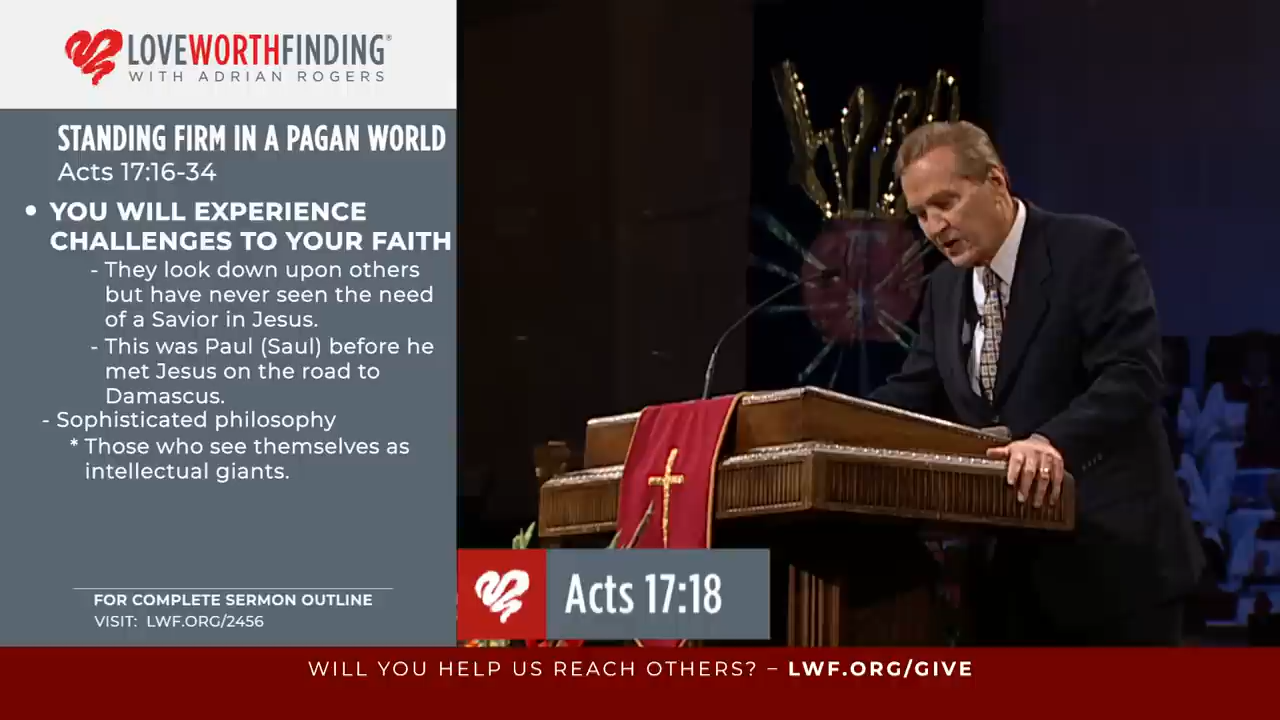 LOVEWORTHFINDING®
WITH ADRIAN ROGERS
STANDING FIRM IN A PAGAN WORLD
Acts 17:16-34
• YOU WILL EXPERIENCE
CHALLENGES TO YOUR FAITH
- They look down upon others
but have never seen the need
of a Savior in Jesus.
- This was Paul (Saul) before he
met Jesus on the road to
Damascus.
- Sophisticated philosophy
* Those who see themselves as
intellectual giants.
FOR COMPLETE SERMON OUTLINE
VISIT: LWF.ORG/2456
Acts 17:18
WILL YOU HELP US REACH OTHERS? – LWF.ORG/GIVE